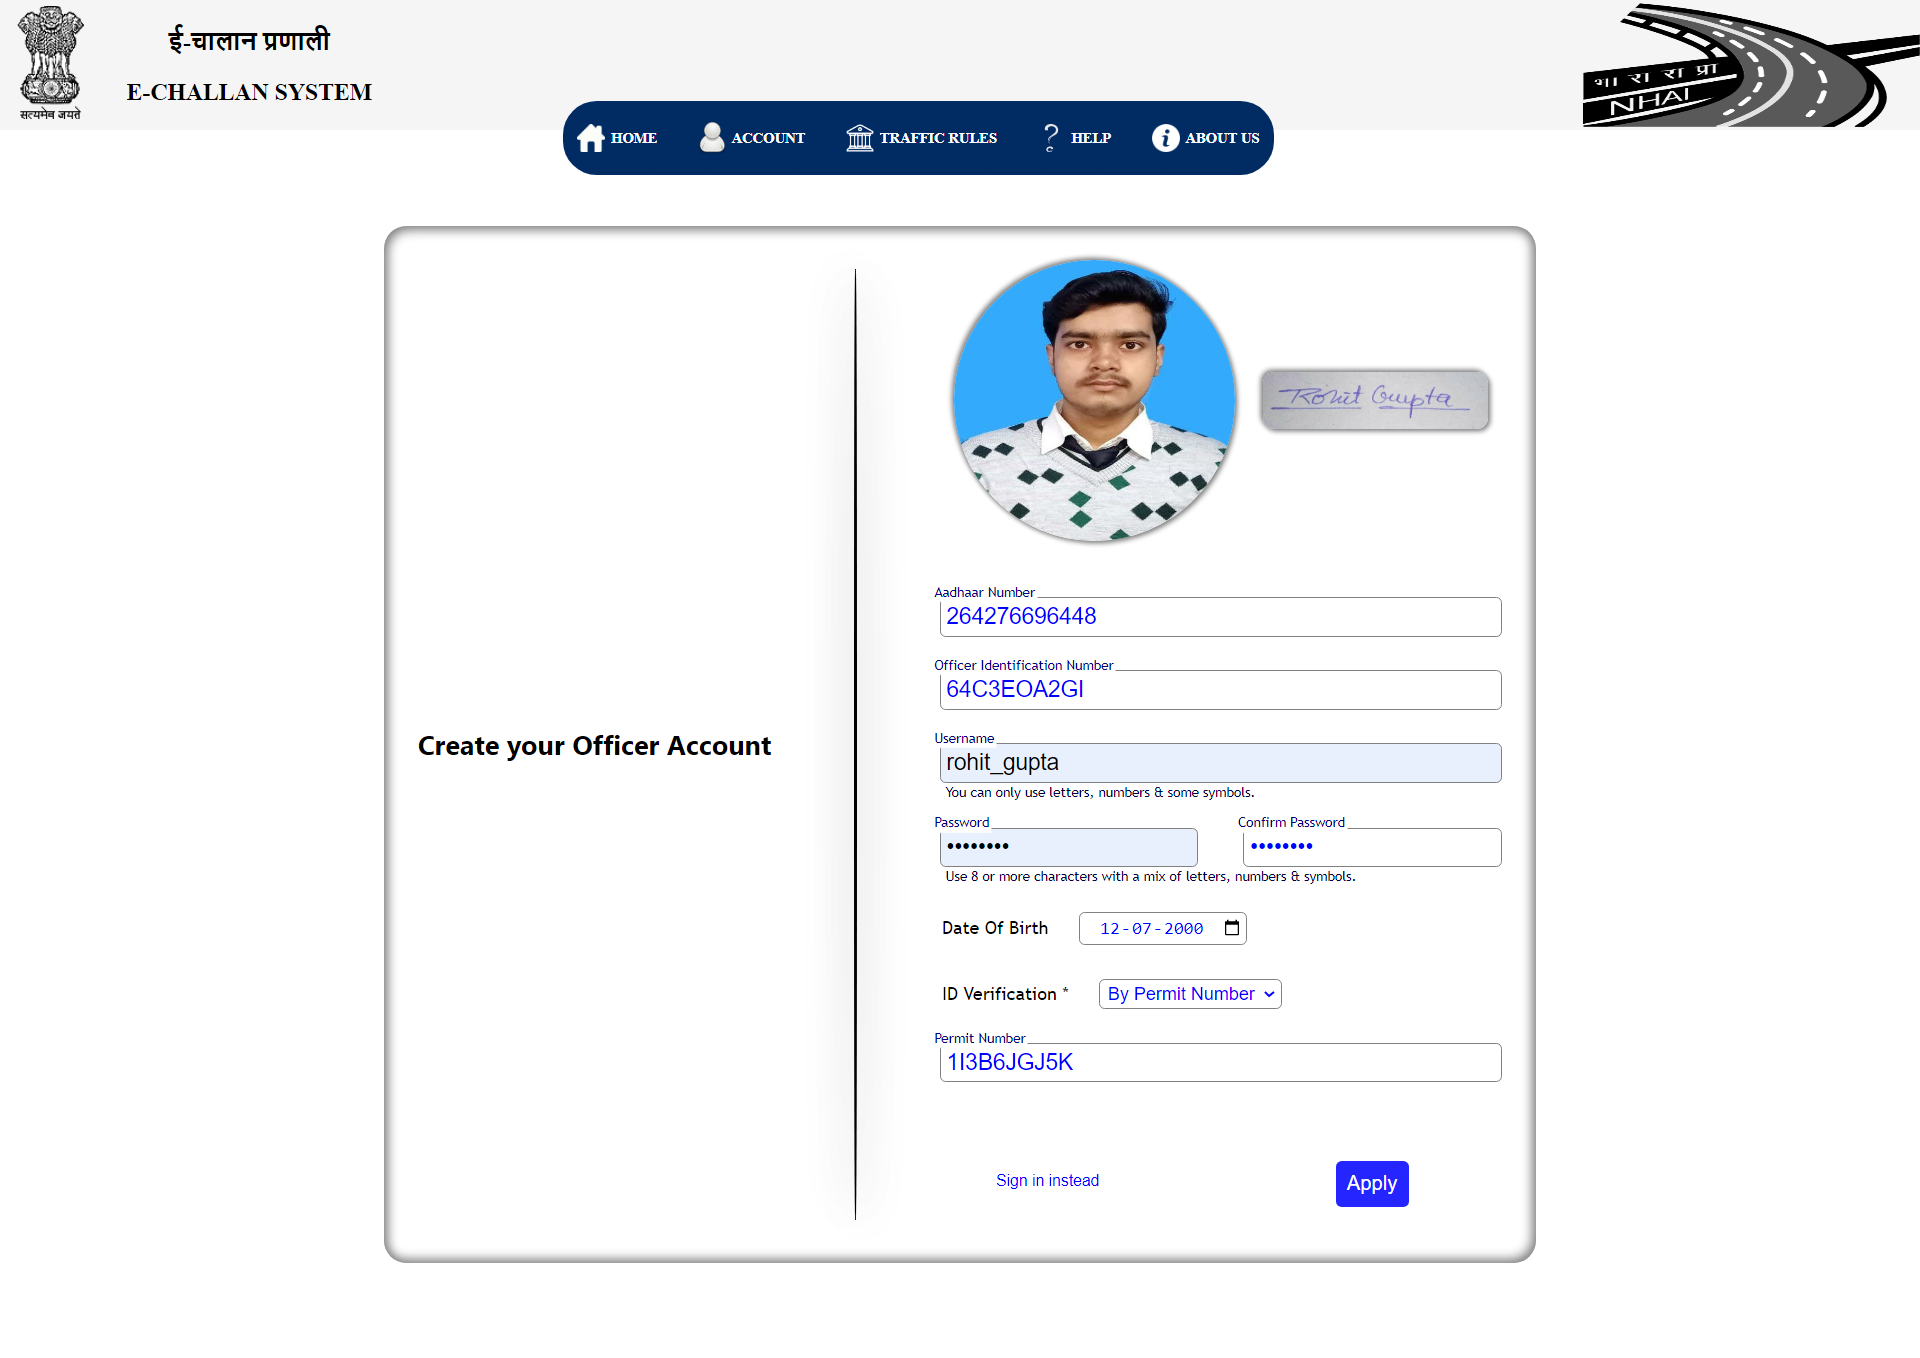 ई-चालान प्रणाली
E-CHALLAN SYSTEM
सत्यमेव जयते
भा रा रा प्रा
NHAI
HOME
ACCOUNT
TRAFFIC RULES
HELP
ABOUT US
Rohit Gupta
Create your Officer Account
Aadhaar Number
264276696448
Officer Identification Number
64C3EOA2GI
Username
rohit_gupta
You can only use letters, numbers & some symbols.
Password
Confirm Password
••••••••
••••••••
Use 8 or more characters with a mix of letters, numbers & symbols.
Date Of Birth
12-07-2000
ID Verification *
By Permit Number
Permit Number
1I3B6JGJ5K
Sign in instead
Apply